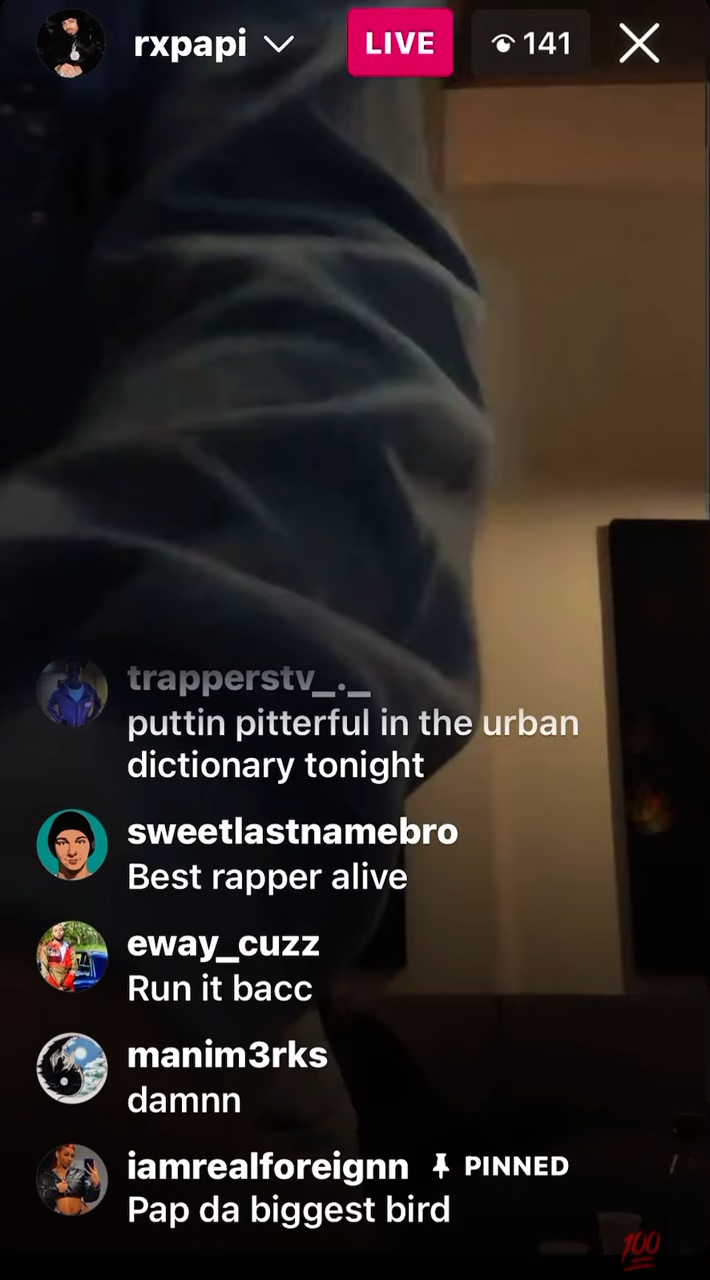 rxpapi
LIVE
141
trapperstv_._
puttin pitterful in the urban
dictionary tonight
sweetlastnamebro
Best rapper alive
eway_cuzz
Run it bacc
manim3rks
damnn
iamrealforeignn PINNED
Pap da biggest bird
100